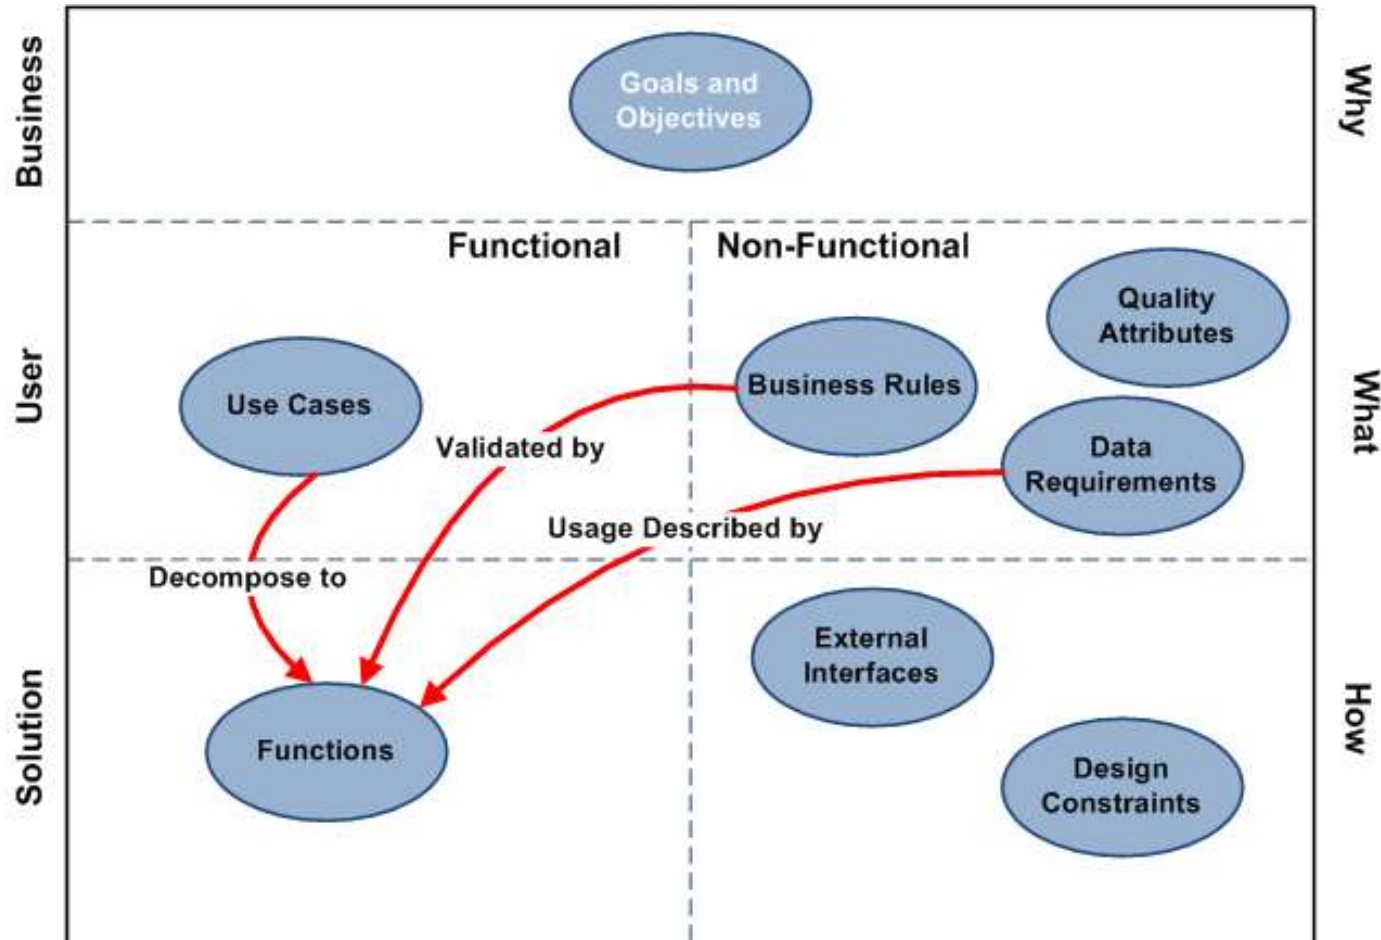 Business
Goals and
Objectives
Why
Functional
Non-Functional
User
Use Cases
Business Rules
Quality
Attributes
What
Validated by
Data
Requirements
Usage Described by
Decompose to
Solution
Functions
External
Interfaces
Design
Constraints
How